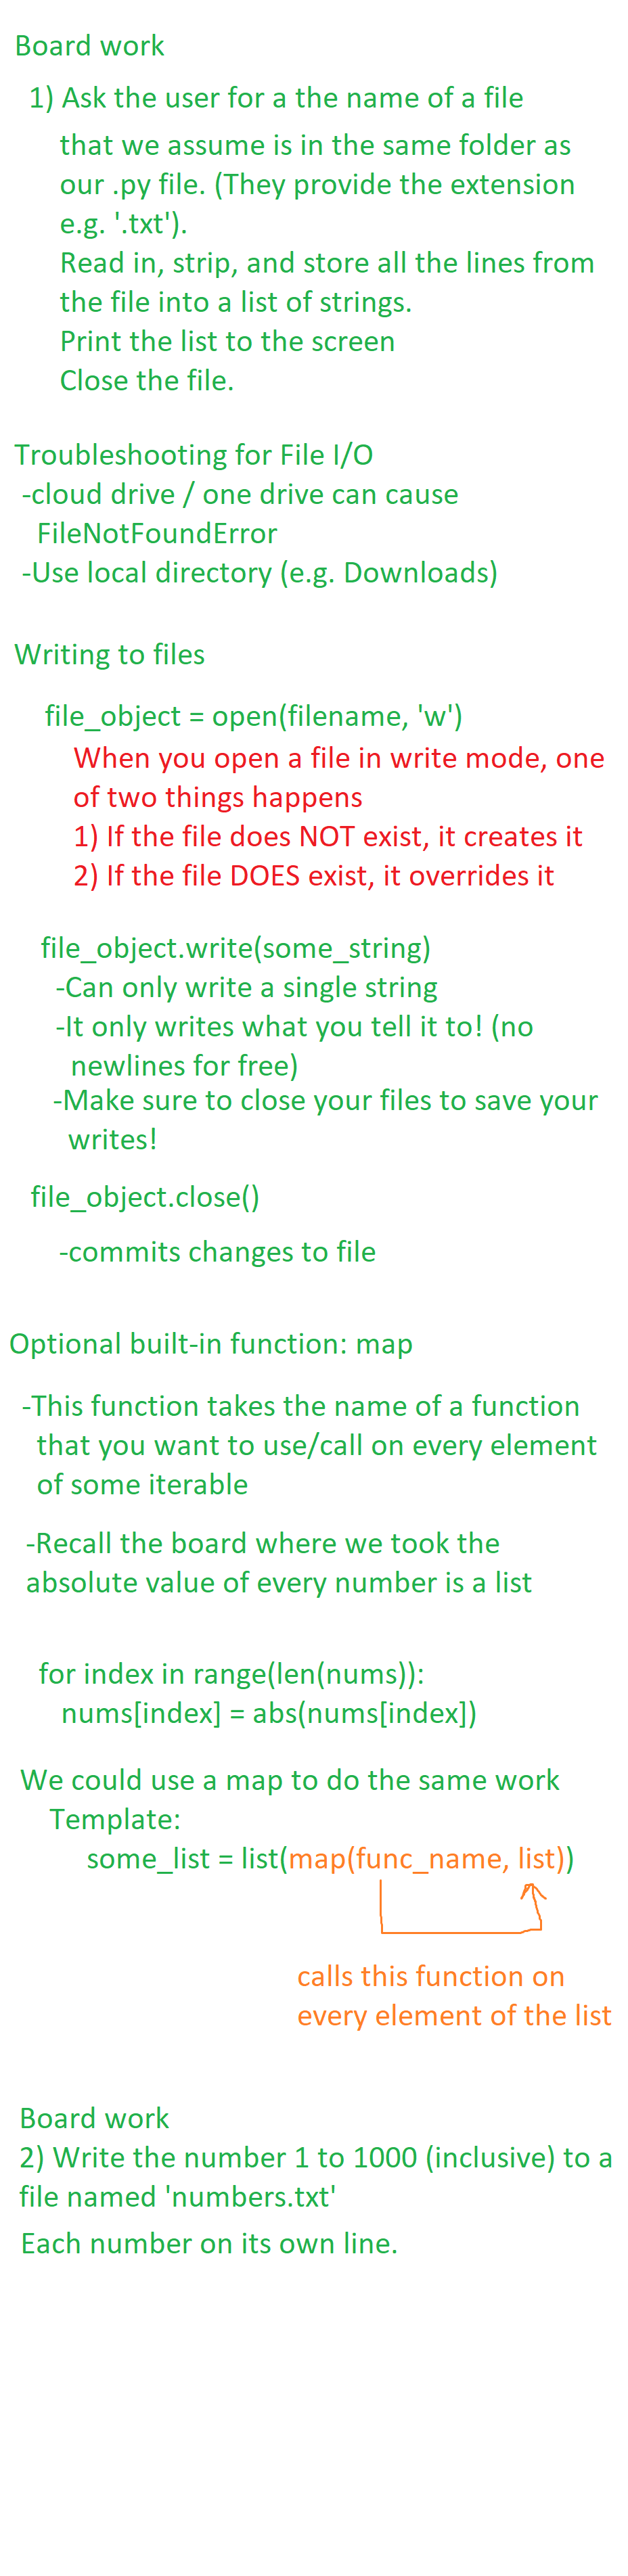 Board work
1) Ask the user for a the name of a file
that we assume is in the same folder as
our .py file. (They provide the extension
e.g. '.txt').
Read in, strip, and store all the lines from
the file into a list of strings.
Print the list to the screen
Close the file.
Troubleshooting for File I/O
-cloud drive / one drive can cause
FileNotFoundError
-Use local directory (e.g. Downloads)
Writing to files
file_object = open(filename, 'w')
When you open a file in write mode, one
of two things happens
1) If the file does NOT exist, it creates it
2) If the file DOES exist, it overrides it
file_object.write(some_string)
-Can only write a single string
-It only writes what you tell it to! (no
newlines for free)
-Make sure to close your files to save your
writes!
file_object.close()
-commits changes to file
Optional built-in function: map
-This function takes the name of a function
that you want to use/call on every element
of some iterable
-Recall the board where we took the
absolute value of every number is a list
for index in range(len(nums)):
nums[index] = abs(nums[index])
We could use a map to do the same work
Template:
some_list = list(map(func_name, list))
calls this function on
every element of the list
Board work
2) Write the number 1 to 1000 (inclusive) to a
file named 'numbers.txt'
Each number on its own line.